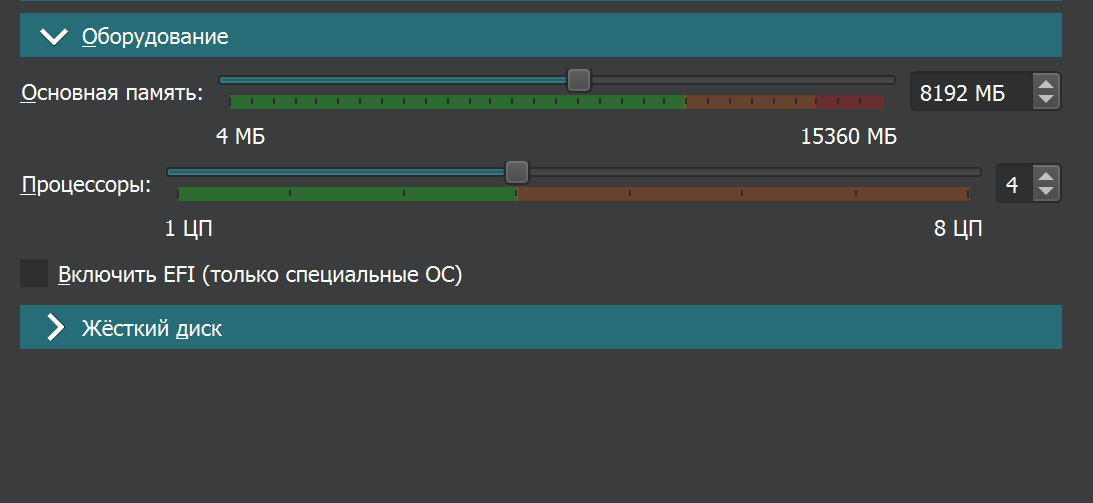 Оборудование
Основная память:
8192 МБ
4 МБ
15360 МБ
Процессоры:
4
1 ЦП
8 ЦП
Включить EFI (только специальные ОС)
Жёсткий диск